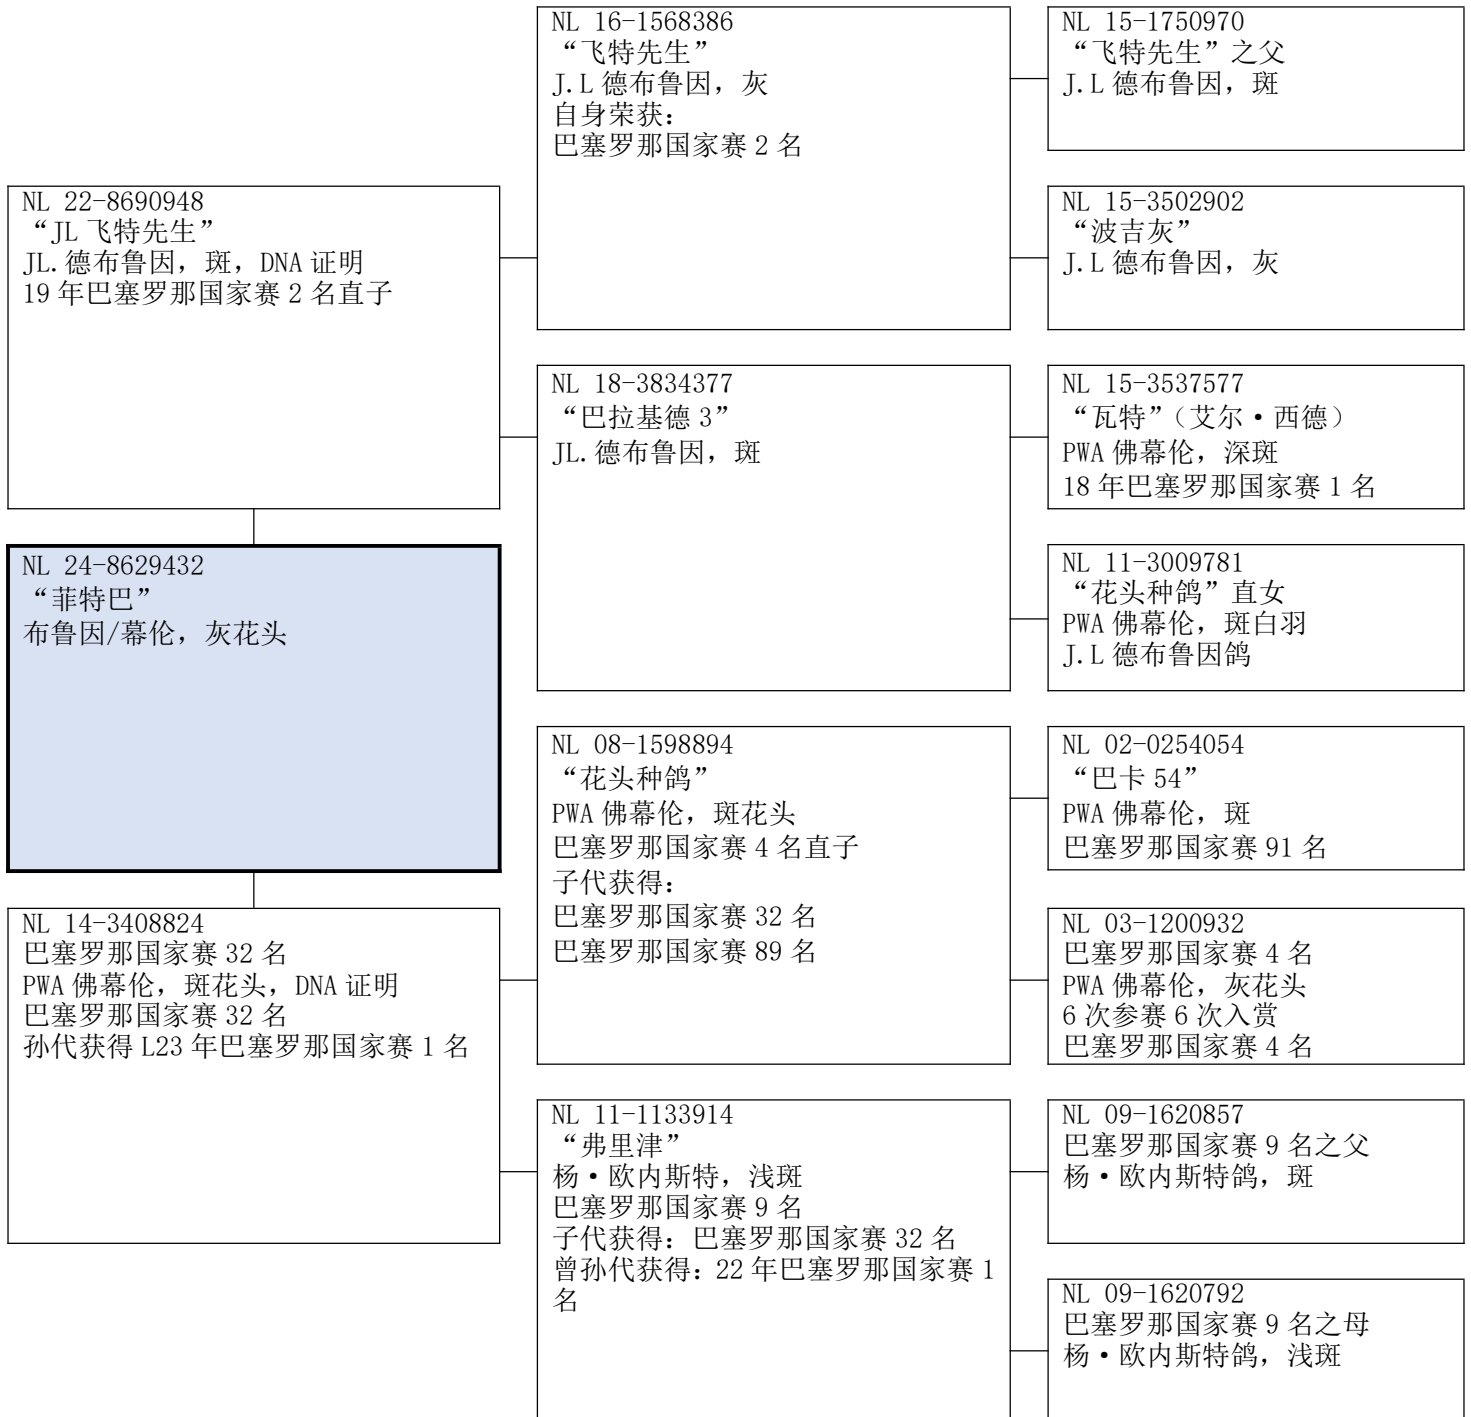 NL 22-8690948
“JL 飞特先生”
JL.德布鲁因，斑，DNA 证明
19 年巴塞罗那国家赛 2 名直子
NL 24-8629432
“菲特巴”
布鲁因/幕伦，灰花头
NL 14-3408824
巴塞罗那国家赛 32 名
PWA 佛幕伦，斑花头，DNA 证明
巴塞罗那国家赛 32 名
孙代获得 L23 年巴塞罗那国家赛 1 名
NL 16-1568386
“飞特先生”
J.L 德布鲁因，灰
自身荣获：
巴塞罗那国家赛 2 名
NL 18-3834377
“巴拉基德 3”
JL.德布鲁因，斑
NL 08-1598894
“花头种鸽”
PWA 佛幕伦，斑花头
巴塞罗那国家赛 4 名直子
子代获得：
巴塞罗那国家赛 32 名
巴塞罗那国家赛 89 名
NL 11-1133914
“弗里津”
杨·欧内斯特，浅斑
巴塞罗那国家赛 9 名
子代获得：巴塞罗那国家赛 32 名
曾孙代获得：22 年巴塞罗那国家赛 1
名
NL 15-1750970
“飞特先生”之父
J.L 德布鲁因，斑
NL 15-3502902
“波吉灰”
J.L 德布鲁因，灰
NL 15-3537577
“瓦特”（艾尔·西德）
PWA 佛幕伦，深斑
18 年巴塞罗那国家赛 1 名
NL 11-3009781
“花头种鸽”直女
PWA 佛幕伦，斑白羽
J.L 德布鲁因鸽
NL 02-0254054
“巴卡 54”
PWA 佛幕伦，斑
巴塞罗那国家赛 91 名
NL 03-1200932
巴塞罗那国家赛 4 名
PWA 佛幕伦，灰花头
6 次参赛 6 次入赏
巴塞罗那国家赛 4 名
NL 09-1620857
巴塞罗那国家赛 9 名之父
杨·欧内斯特鸽，斑
NL 09-1620792
巴塞罗那国家赛 9 名之母
杨·欧内斯特鸽，浅斑